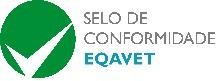 SELO DE
CONFORMIDADE
EQAVET